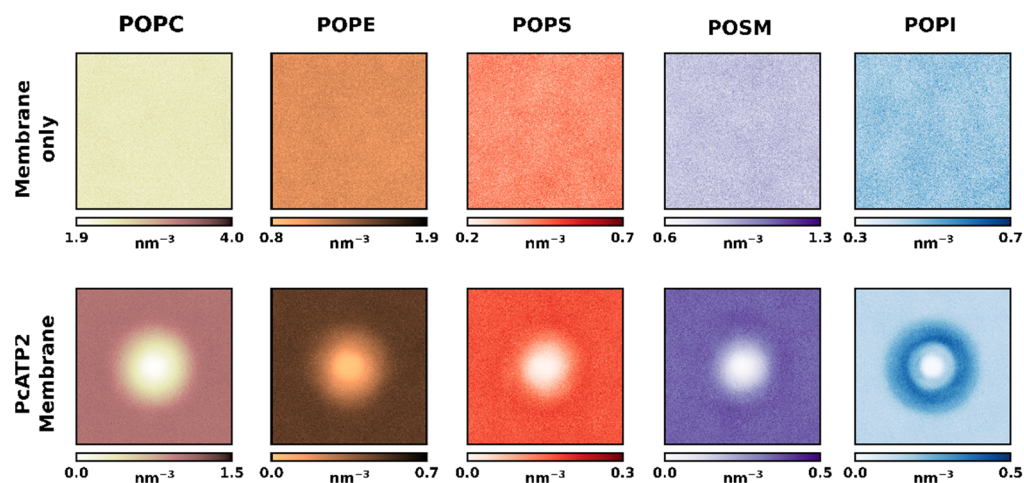 POPC POPE POPS POSM POPI
Membrane
only
1.9 nm⁻³ 4.0 0.8 nm⁻³ 1.9 0.2 nm⁻³ 0.7 0.6 nm⁻³ 1.3 0.3 nm⁻³ 0.7
PcATP2
Membrane
0.0 nm⁻³ 1.5 0.0 nm⁻³ 0.7 0.0 nm⁻³ 0.3 0.0 nm⁻³ 0.5 0.0 nm⁻³ 0.5